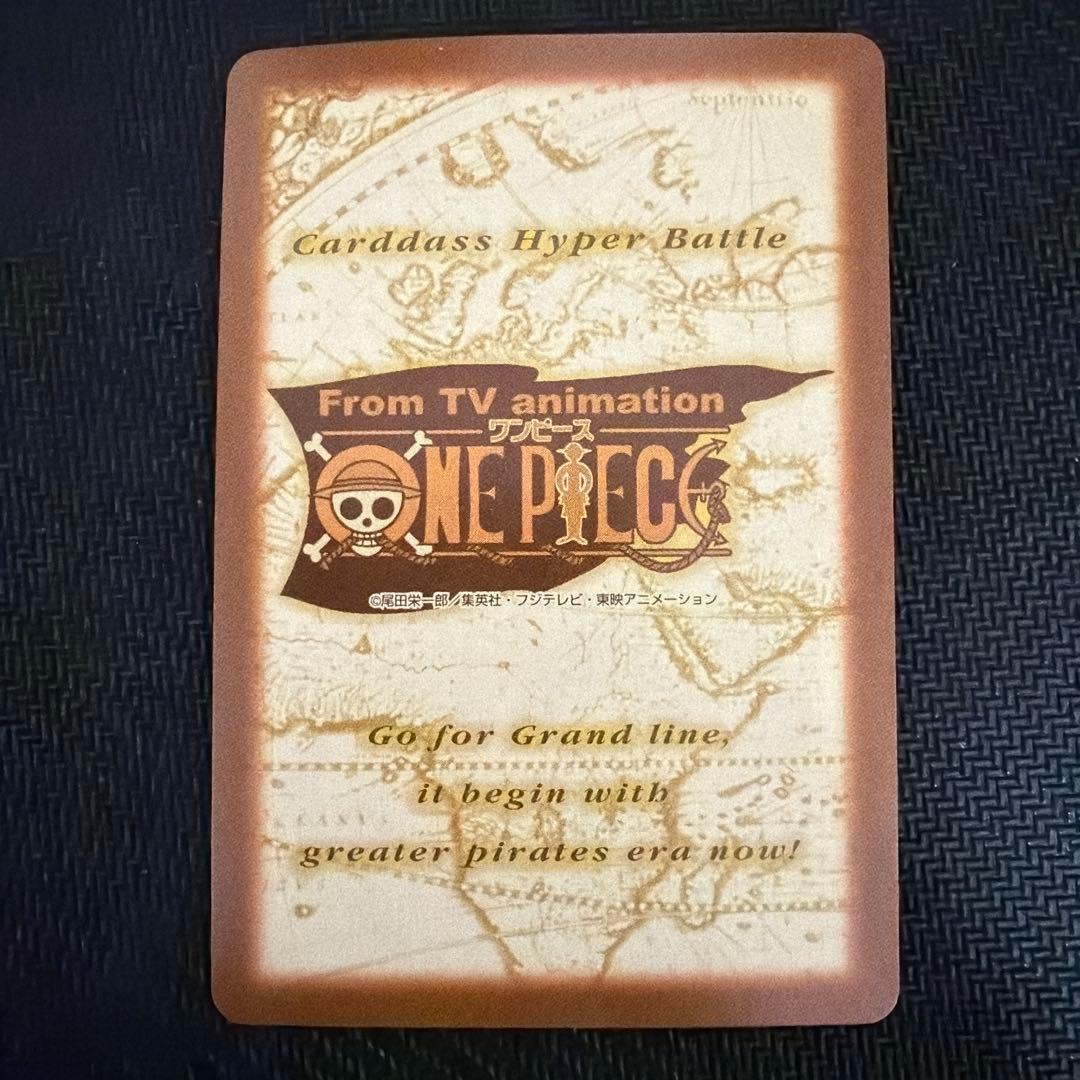 Septentrio
Carddass Hyper Battle
From TV animation
ワンピース
ONE PIECE
©尾田栄一郎/集英社・フジテレビ・東映アニメーション
Go for Grand line,
it begin with
greater pirates era now!